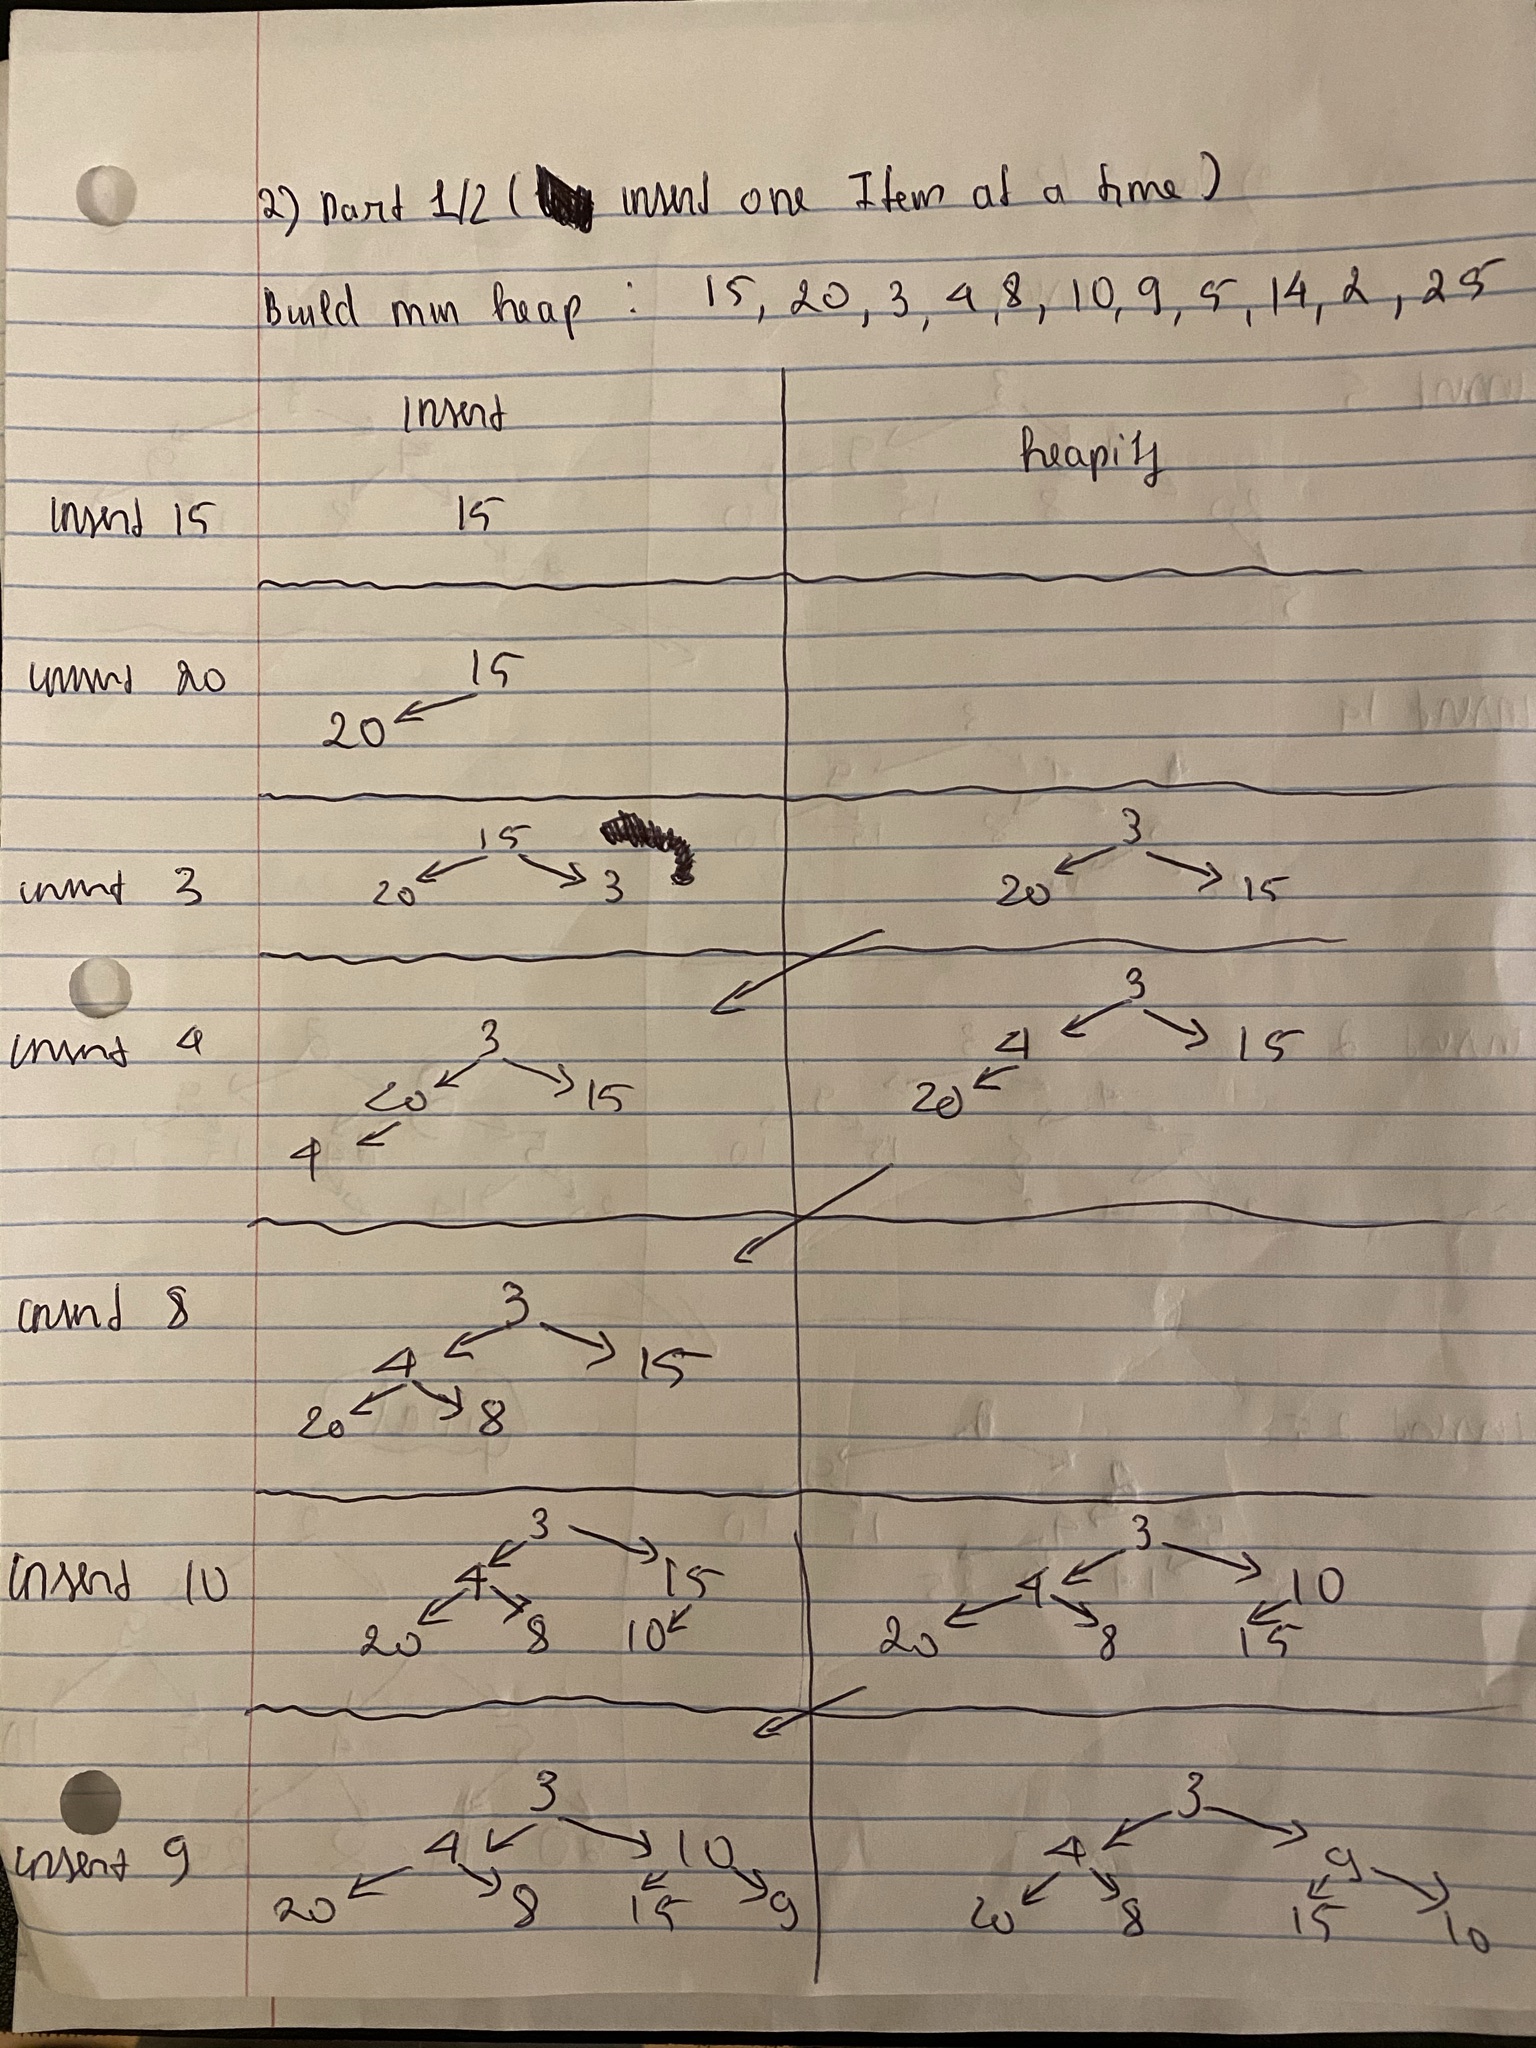 2) Part 1/2 ( insert one Item at a time)
Build min heap : 15, 20, 3, 4, 8, 10, 9, 5, 14, 2, 25
insert
heapify
insert 15
15
insert 20
15
20
insert 3
15
20 3
3
20 15
insert 4
3
20 15
4
3
4 15
20
insert 8
3
4 15
20 8
insert 10
3
4 15
20 8 10
3
4 10
20 8 15
insert 9
3
4 10
20 8 15 9
3
4 9
20 8 15 10